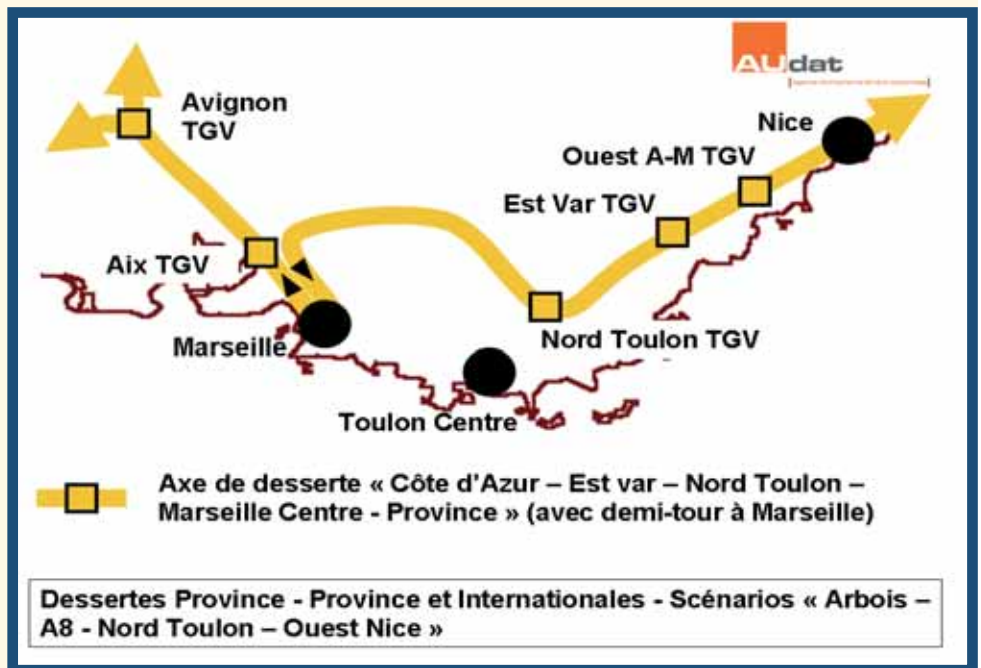 AUdat
Avignon
TGV
Nice
Ouest A-M TGV
Est Var TGV
Aix TGV
Nord Toulon TGV
Marseille
Toulon Centre
Axe de desserte « Côte d'Azur – Est var – Nord Toulon –
Marseille Centre - Province » (avec demi-tour à Marseille)
Dessertes Province - Province et Internationales - Scénarios « Arbois –
A8 - Nord Toulon – Ouest Nice »